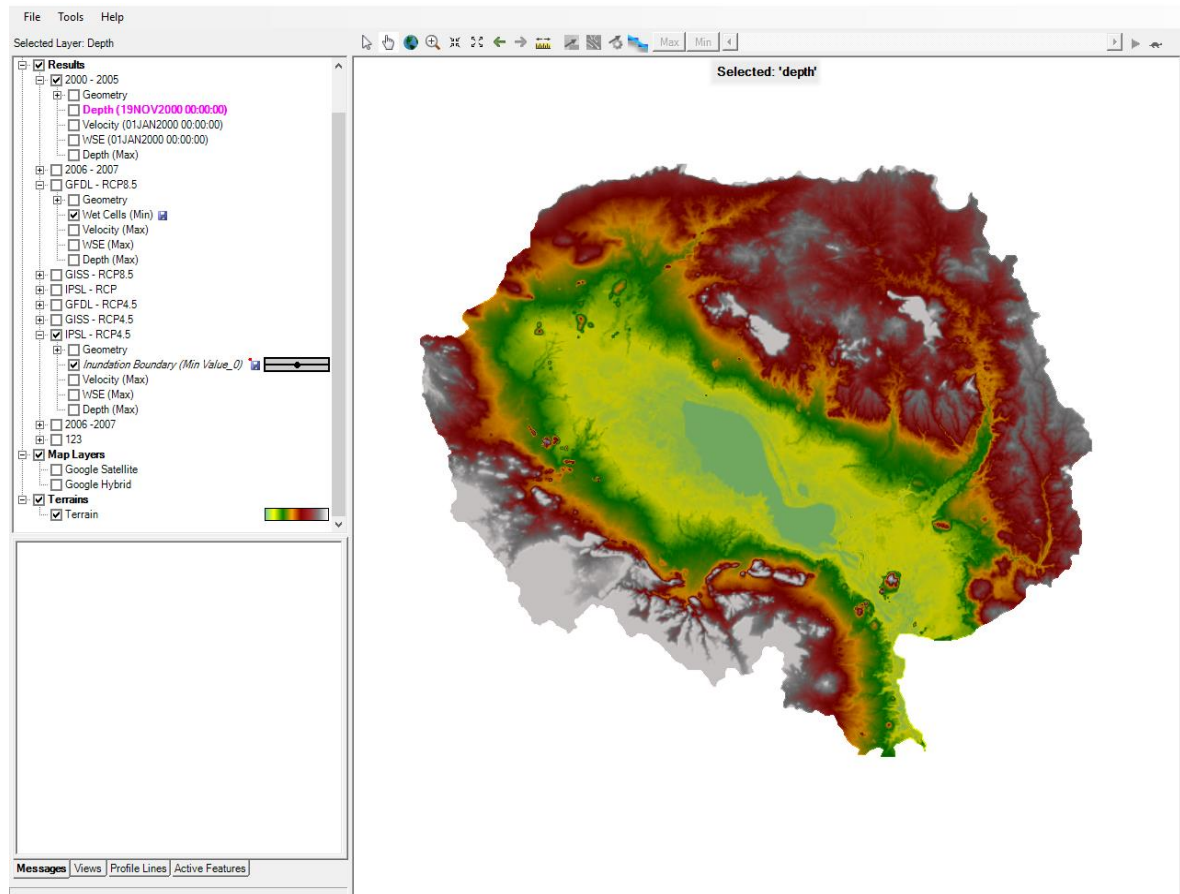 File Tools Help
Selected Layer: Depth
Max Min
Selected: 'depth'
Results
2000 - 2005
Geometry
Depth (19NOV2000 00:00:00)
Velocity (01JAN2000 00:00:00)
WSE (01JAN2000 00:00:00)
Depth (Max)
2006 - 2007
GFDL - RCP8.5
Geometry
Wet Cells (Min)
Velocity (Max)
WSE (Max)
Depth (Max)
GISS - RCP8.5
IPSL - RCP
GFDL - RCP4.5
GISS - RCP4.5
IPSL - RCP4.5
Geometry
Inundation Boundary (Min Value_0)
Velocity (Max)
WSE (Max)
Depth (Max)
2006 -2007
123
Map Layers
Google Satellite
Google Hybrid
Terrains
Terrain
Messages Views Profile Lines Active Features